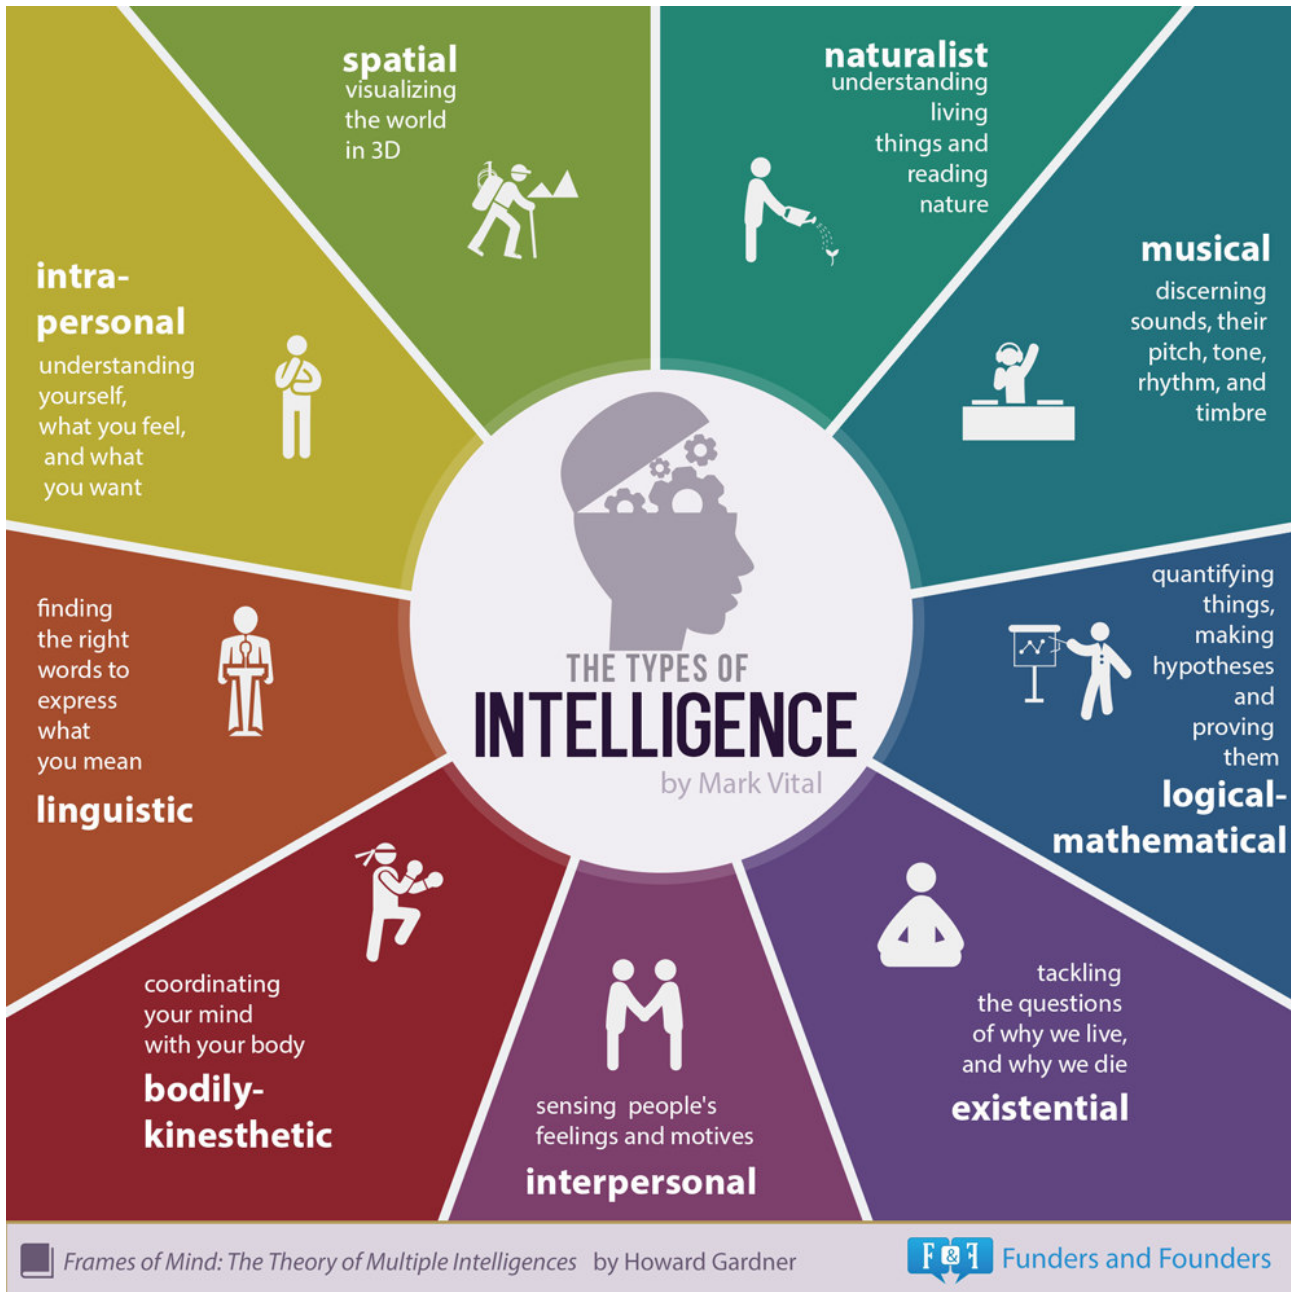 spatial
visualizing
the world
in 3D
naturalist
understanding
living
things and
reading
nature
musical
discerning
sounds, their
pitch, tone,
rhythm, and
timbre
intra-
personal
understanding
yourself,
what you feel,
and what
you want
finding
the right
words to
express
what
you mean
linguistic
THE TYPES OF
INTELLIGENCE
by Mark Vital
quantifying
things,
making
hypotheses
and
proving
them
logical-
mathematical
coordinating
your mind
with your body
bodily-
kinesthetic
sensing people's
feelings and motives
interpersonal
tackling
the questions
of why we live,
and why we die
existential
Frames of Mind: The Theory of Multiple Intelligences by Howard Gardner
F&F Funders and Founders